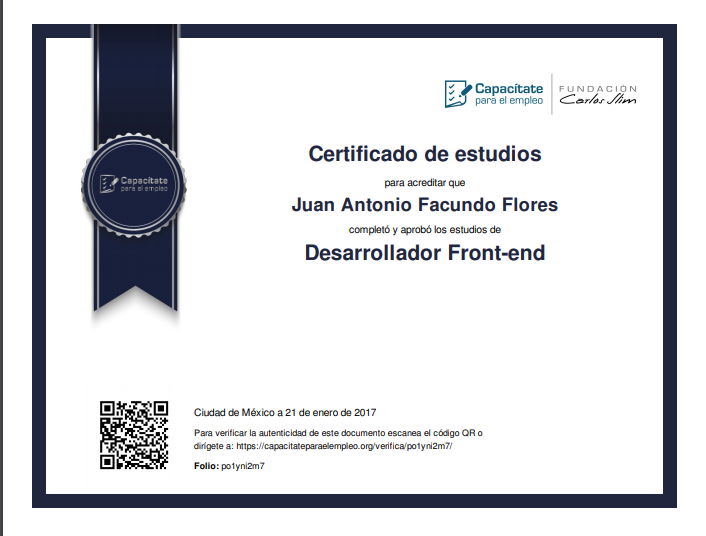 Capacítate
para el empleo
FUNDACIÓN
Carlos Slim
Certificado de estudios
para acreditar que
Juan Antonio Facundo Flores
completó y aprobó los estudios de
Desarrollador Front-end
Capacítate
para el empleo
Ciudad de México a 21 de enero de 2017
Para verificar la autenticidad de este documento escanea el código QR o
dirígete a: https://capacitateparaelempleo.org/verifica/po1yni2m7/
Folio: po1yni2m7